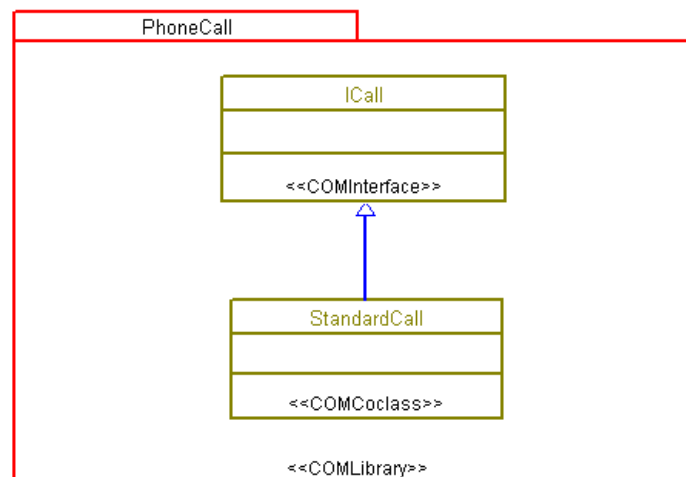 PhoneCall
ICall
<<COMInterface>>
StandardCall
<<COMCoclass>>
<<COMLibrary>>